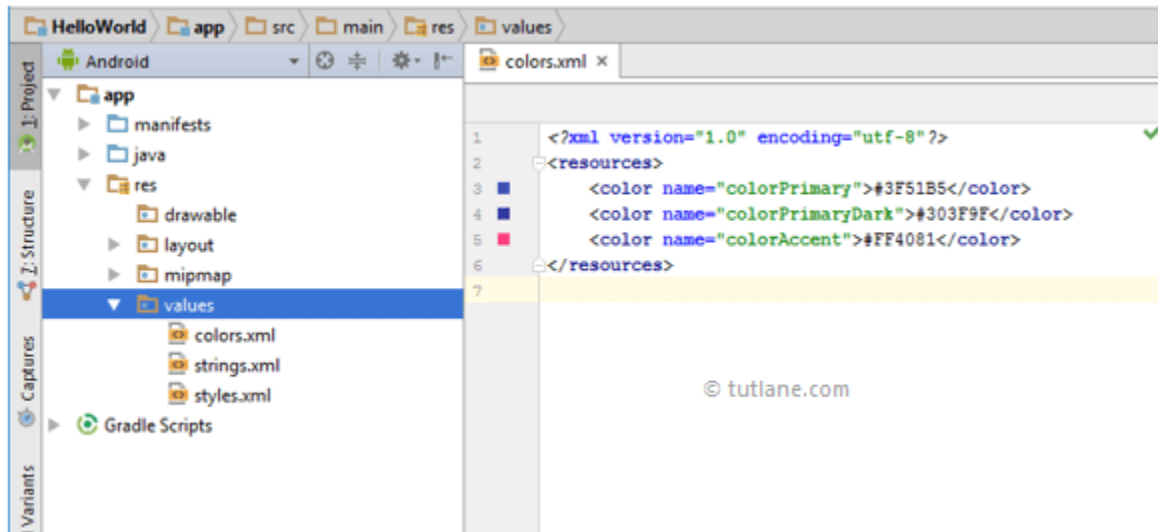 HelloWorld app src main res values
1: Project
Android
colors.xml
app
manifests
java
res
drawable
layout
mipmap
values
colors.xml
strings.xml
styles.xml
Gradle Scripts
7: Structure
Captures
Variants
1 <?xml version="1.0" encoding="utf-8"?>
2 <resources>
3 <color name="colorPrimary">#3F51B5</color>
4 <color name="colorPrimaryDark">#303F9F</color>
5 <color name="colorAccent">#FF4081</color>
6 </resources>
7
© tutlane.com